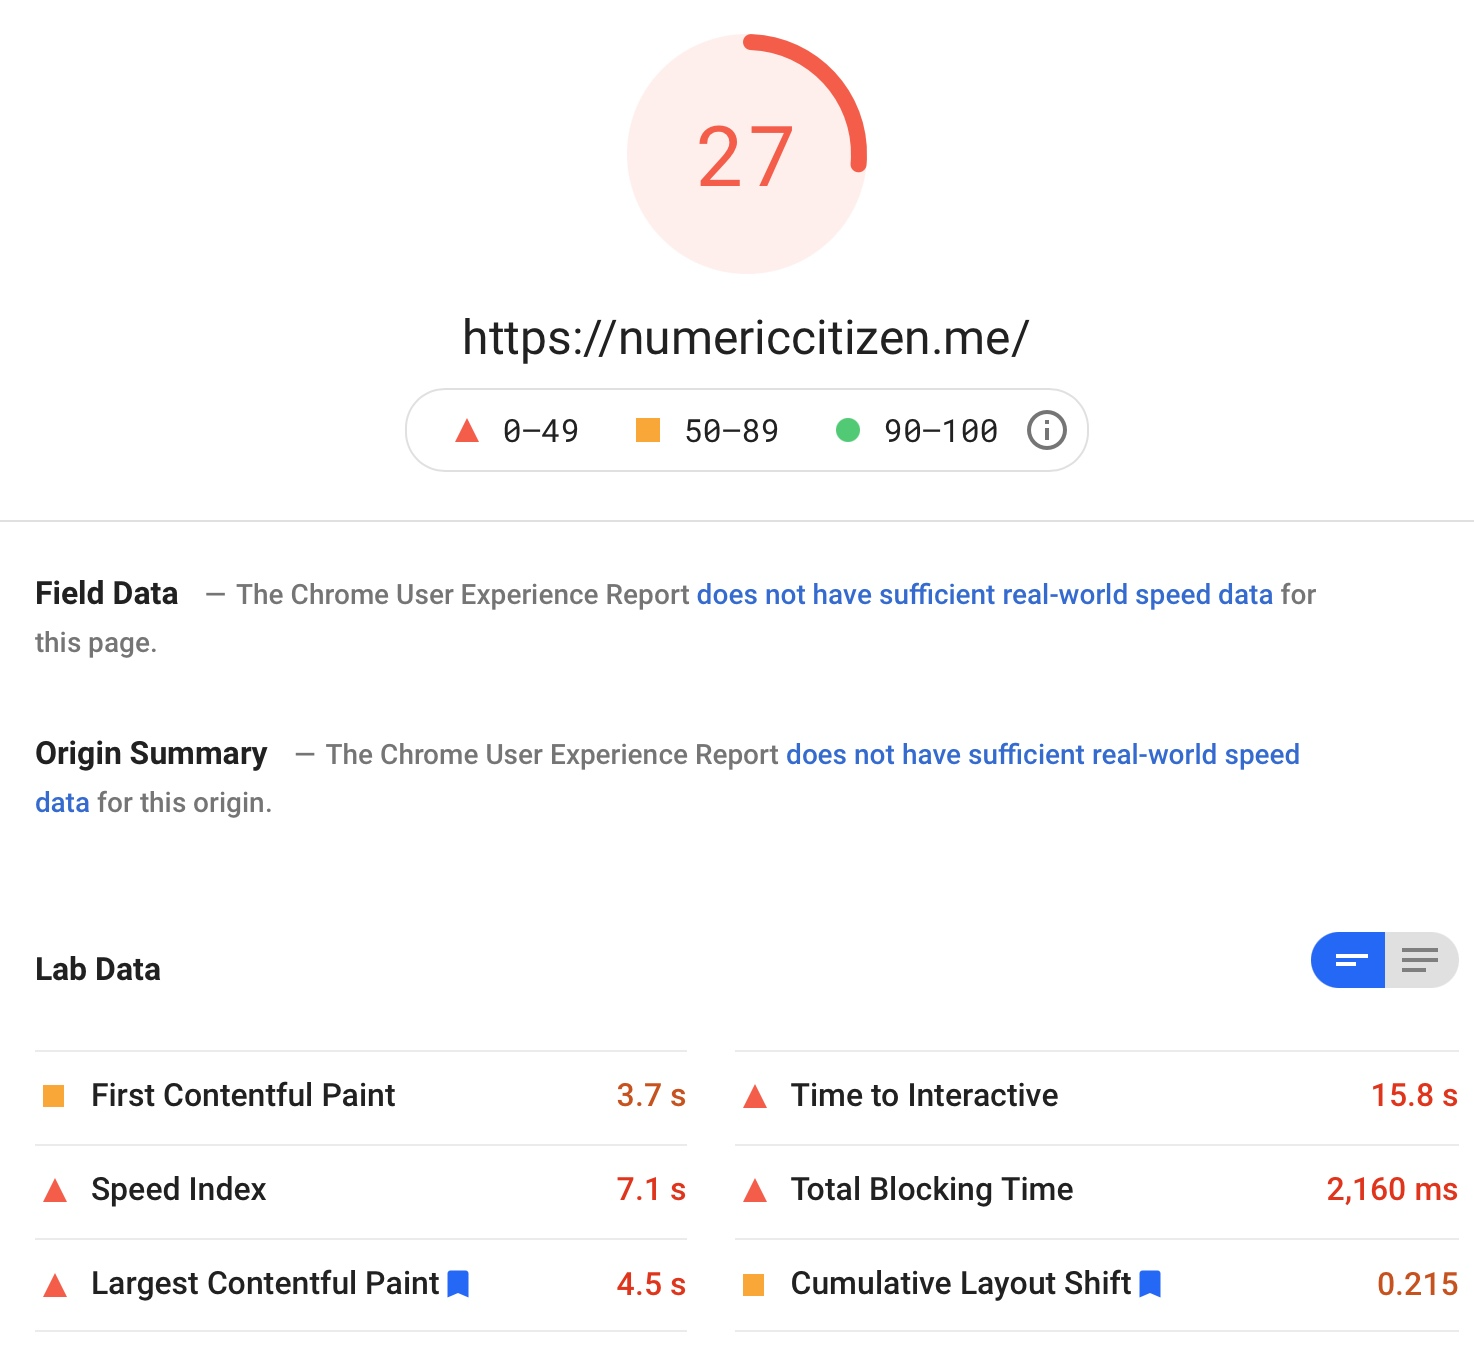 27
https://numericcitizen.me/
0–49 50–89 90–100
Field Data — The Chrome User Experience Report does not have sufficient real-world speed data for
this page.
Origin Summary — The Chrome User Experience Report does not have sufficient real-world speed
data for this origin.
Lab Data
First Contentful Paint 3.7 s
Time to Interactive 15.8 s
Speed Index 7.1 s
Total Blocking Time 2,160 ms
Largest Contentful Paint 4.5 s
Cumulative Layout Shift 0.215